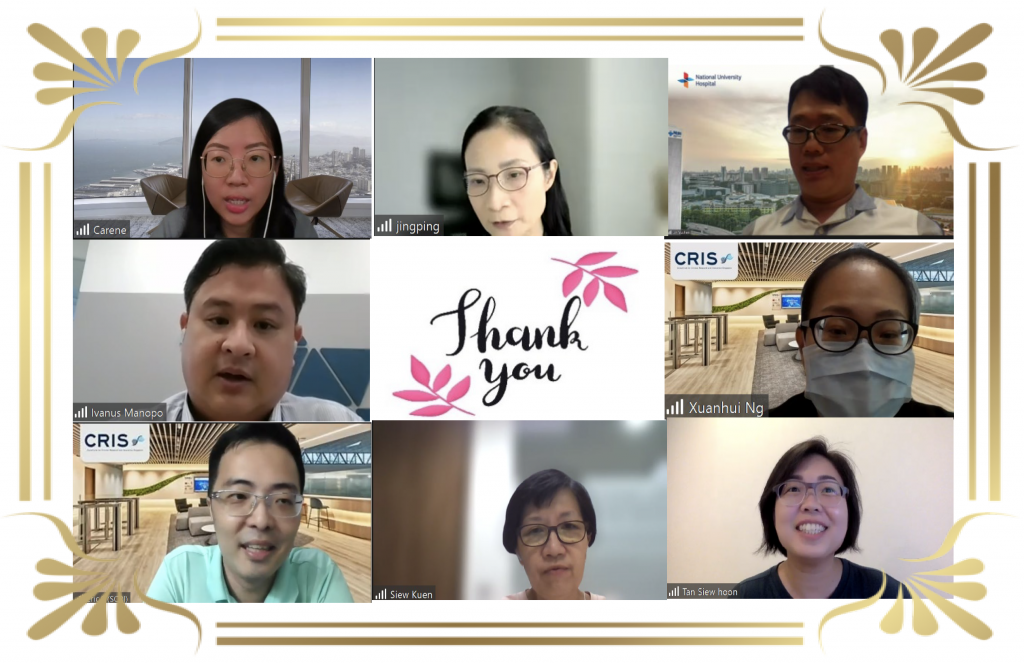 National University
Hospital
Carene
jingping
Thank
you
CRIS
Ivanus Manopo
Xuanhui Ng
CRIS
Siew Kuen
Tan Siew hoon